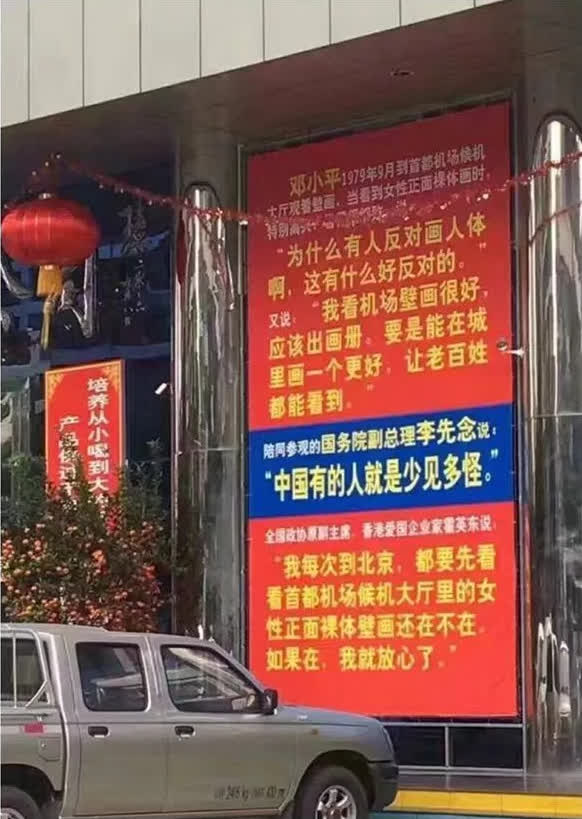 邓小平1979年9月到首都机场候机
大厅观看壁画，当看到女性正面裸体画时，
特别高兴
“为什么有人反对画人体
啊，这有什么好反对的。”
又说：“我看机场壁画很好，
应该出画册。要是能在城
里画一个更好，让老百姓
都能看到。”
陪同参观的国务院副总理李先念说：
“中国有的人就是少见多怪。”
全国政协原副主席、香港爱国企业家霍英东说：
“我每次到北京，都要先看
看首都机场候机大厅里的女
性正面裸体壁画还在不在。
如果在，我就放心了。”
培养从小喝到大